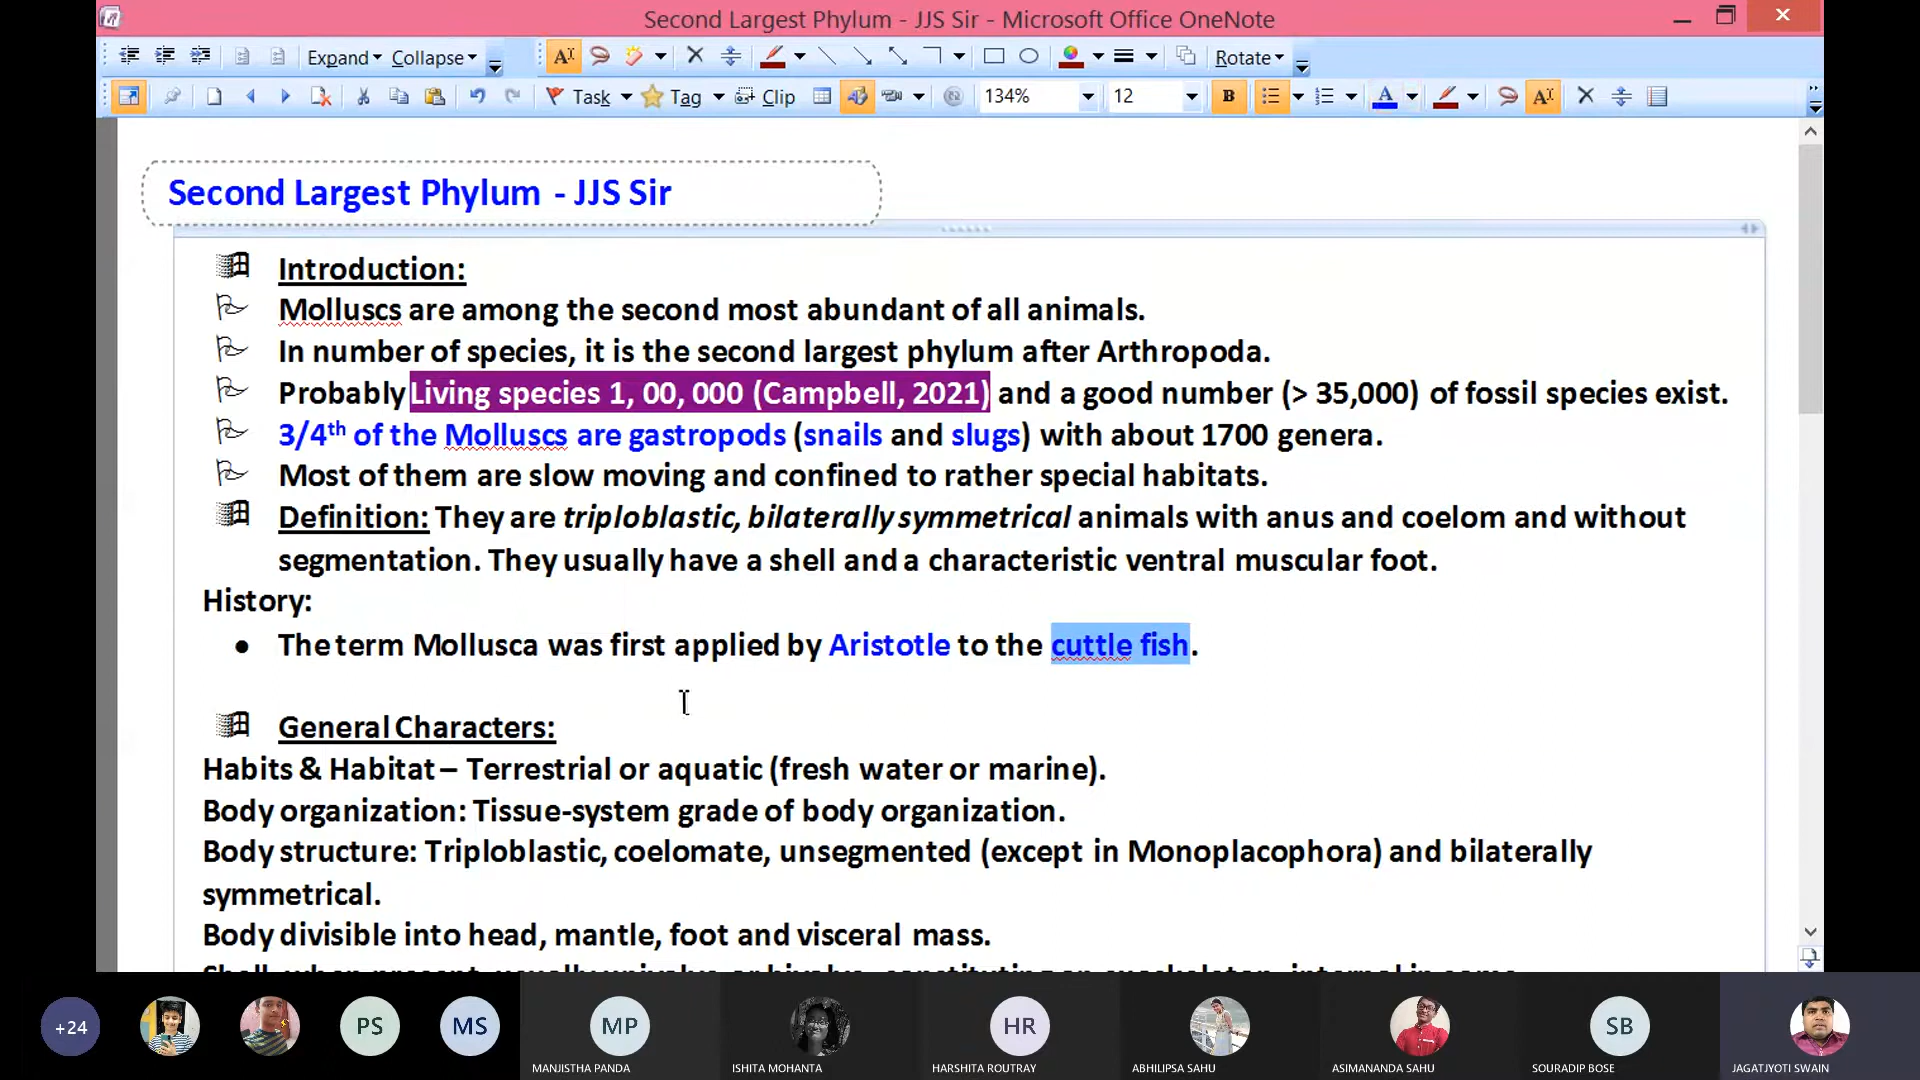 Second Largest Phylum - JJS Sir - Microsoft Office OneNote
Expand Collapse Rotate
Task Tag Clip 134% 12 B A
Second Largest Phylum - JJS Sir
Introduction:
Molluscs are among the second most abundant of all animals.
In number of species, it is the second largest phylum after Arthropoda.
Probably Living species 1, 00, 000 (Campbell, 2021) and a good number (> 35,000) of fossil species exist.
3/4th of the Molluscs are gastropods (snails and slugs) with about 1700 genera.
Most of them are slow moving and confined to rather special habitats.
Definition: They are triploblastic, bilaterally symmetrical animals with anus and coelom and without
segmentation. They usually have a shell and a characteristic ventral muscular foot.
History:
The term Mollusca was first applied by Aristotle to the cuttle fish.
General Characters:
Habits & Habitat – Terrestrial or aquatic (fresh water or marine).
Body organization: Tissue-system grade of body organization.
Body structure: Triploblastic, coelomate, unsegmented (except in Monoplacophora) and bilaterally
symmetrical.
Body divisible into head, mantle, foot and visceral mass.
+24 PS MS MP HR SB
MANJISTHA PANDA ISHITA MOHANTA HARSHITA ROUTRAY ABHILIPSA SAHU ASIMANANDA SAHU SOURADIP BOSE JAGATJYOTI SWAIN